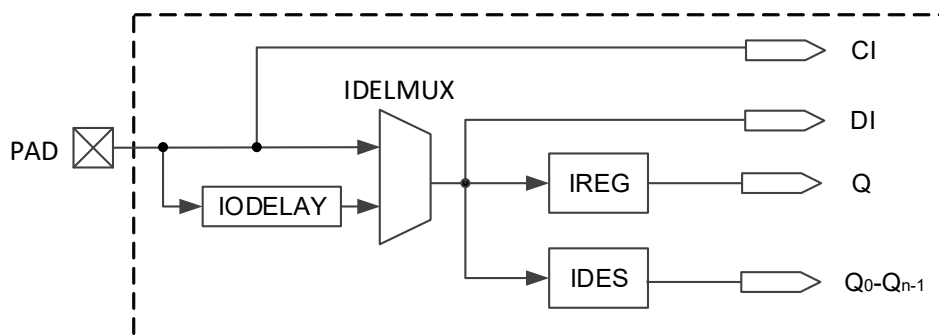 CI
IDELMUX
DI
PAD
IREG
Q
IODELAY
IDES
Q0-Qn-1